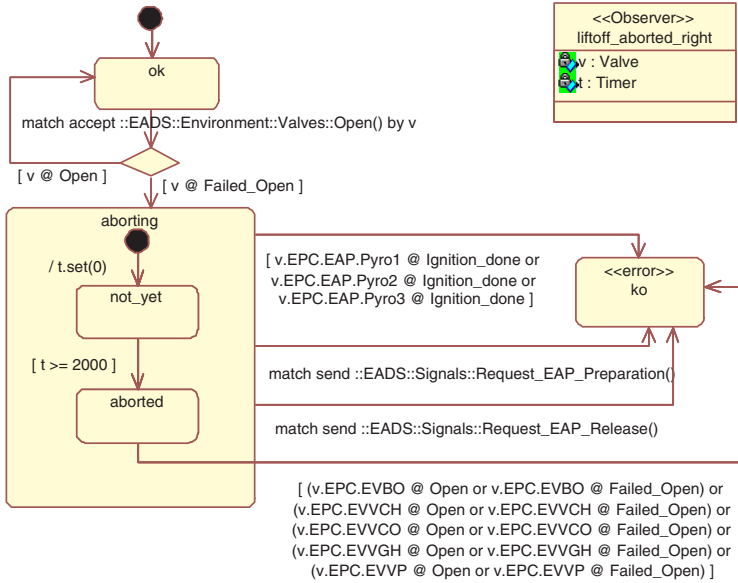 <<Observer>>
liftoff_aborted_right
v : Valve
t : Timer
ok
match accept ::EADS::Environment::Valves::Open() by v
[ v @ Open ]
[ v @ Failed_Open ]
aborting
/ t.set(0)
not_yet
[ t >= 2000 ]
aborted
[ v.EPC.EAP.Pyro1 @ Ignition_done or
v.EPC.EAP.Pyro2 @ Ignition_done or
v.EPC.EAP.Pyro3 @ Ignition_done ]
<<error>>
ko
match send ::EADS::Signals::Request_EAP_Preparation()
match send ::EADS::Signals::Request_EAP_Release()
[ (v.EPC.EVBO @ Open or v.EPC.EVBO @ Failed_Open) or
(v.EPC.EVVCH @ Open or v.EPC.EVVCH @ Failed_Open) or
(v.EPC.EVVCO @ Open or v.EPC.EVVCO @ Failed_Open) or
(v.EPC.EVVGH @ Open or v.EPC.EVVGH @ Failed_Open) or
(v.EPC.EVVP @ Open or v.EPC.EVVP @ Failed_Open) ]